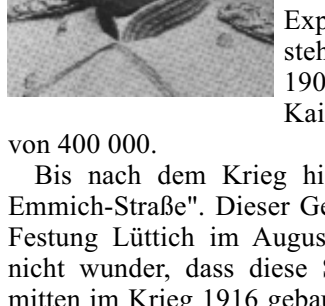 Exp
steh
190
Kai
von 400 000.
Bis nach dem Krieg hi
Emmich-Straße". Dieser Ge
Festung Lüttich im Augus
nicht wunder, dass diese S
mitten im Krieg 1916 gebau